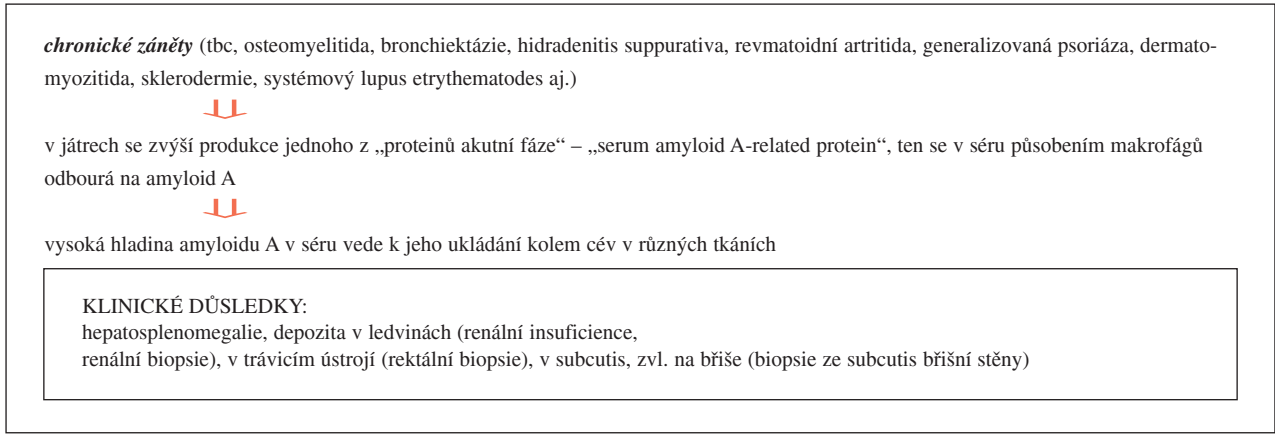 chronické záněty (tbc, osteomyelitida, bronchiektázie, hidradenitis suppurativa, revmatoidní artritida, generalizovaná psoriáza, dermato-
myozitida, sklerodermie, systémový lupus etrythematodes aj.)
v játrech se zvýší produkce jednoho z „proteinů akutní fáze“ – „serum amyloid A-related protein“, ten se v séru působením makrofágů
odbourá na amyloid A
vysoká hladina amyloidu A v séru vede k jeho ukládání kolem cév v různých tkáních
KLINICKÉ DŮSLEDKY:
hepatosplenomegalie, depozita v ledvinách (renální insuficience,
renální biopsie), v trávicím ústrojí (rektální biopsie), v subcutis, zvl. na břiše (biopsie ze subcutis břišní stěny)